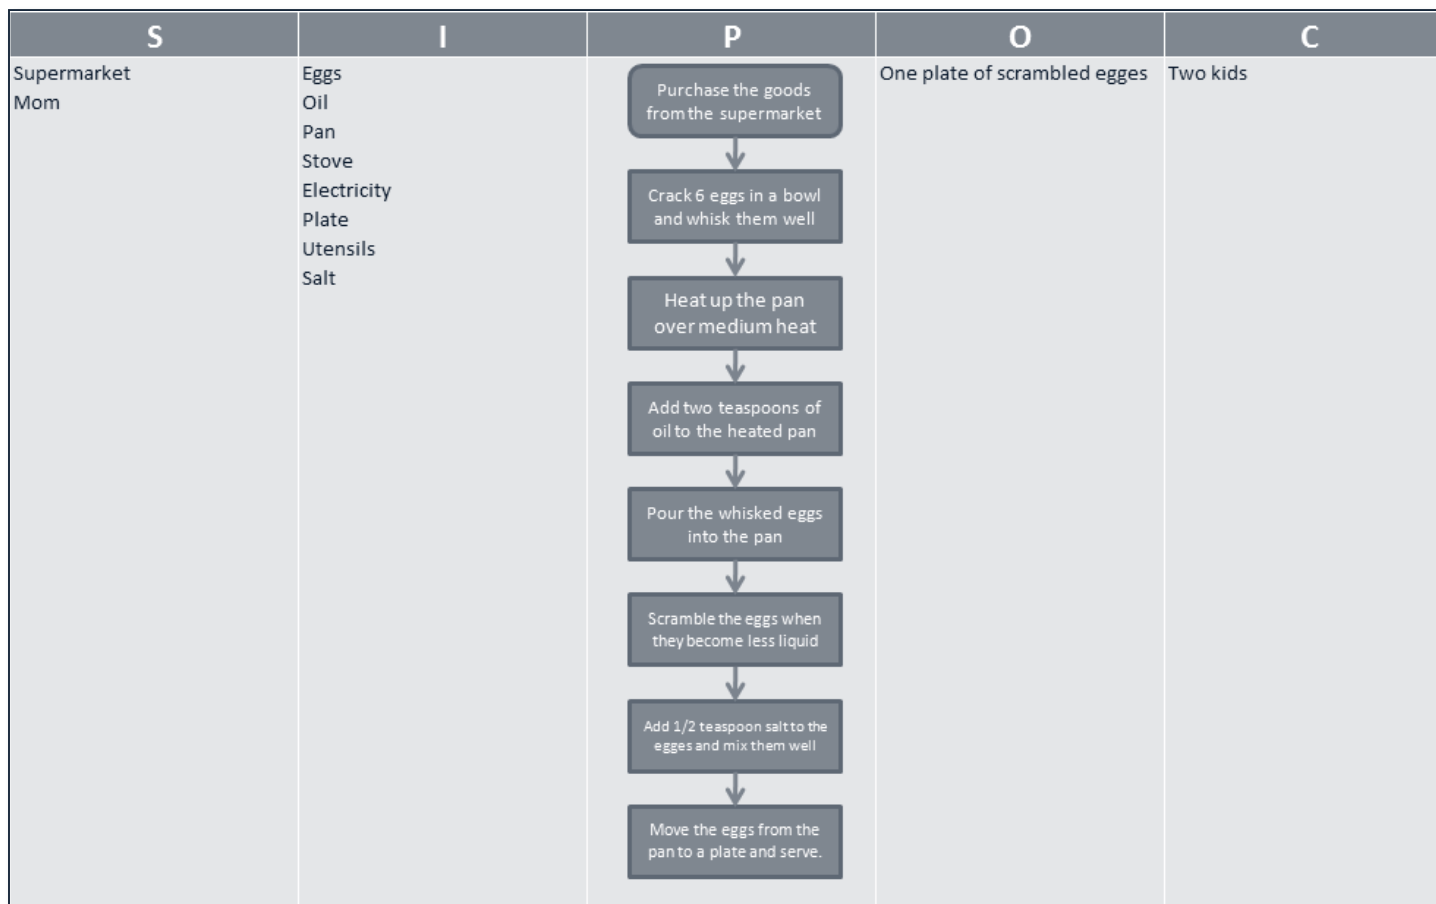 S
I
P
O
C
Supermarket
Mom
Eggs
Oil
Pan
Stove
Electricity
Plate
Utensils
Salt
Purchase the goods
from the supermarket
Crack 6 eggs in a bowl
and whisk them well
Heat up the pan
over medium heat
Add two teaspoons of
oil to the heated pan
Pour the whisked eggs
into the pan
Scramble the eggs when
they become less liquid
Add 1/2 teaspoon salt to the
egges and mix them well
Move the eggs from the
pan to a plate and serve.
One plate of scrambled egges
Two kids